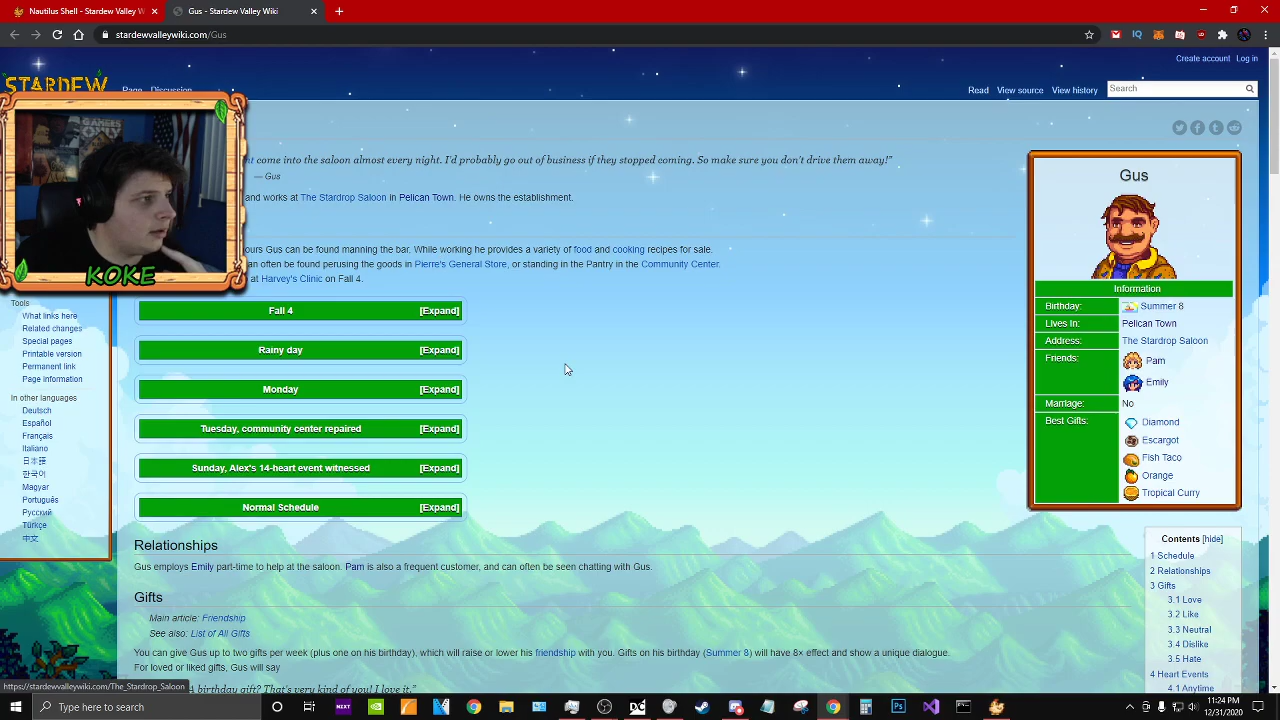 Nautilus Shell - Stardew Valley W
Gus - Stardew Valley Wiki
stardewvalleywiki.com/Gus
Create account Log in
STARDEW
Page Discussion
Read View source View history Search
come into the saloon almost every night. I'd probably go out of business if they stopped coming. So make sure you don't drive them away!"
— Gus
and works at The Stardrop Saloon in Pelican Town. He owns the establishment.
ours Gus can be found manning the bar. While working he provides a variety of food and cooking recipes for sale.
an often be found perusing the goods in Pierre's General Store, or standing in the Pantry in the Community Center.
at Harvey's Clinic on Fall 4.
KOKE
Tools
What links here
Related changes
Special pages
Printable version
Permanent link
Page information
In other languages
Deutsch
Español
Français
Italiano
日本語
한국어
Magyar
Português
Русский
Türkçe
中文
Fall 4 [Expand]
Rainy day [Expand]
Monday [Expand]
Tuesday, community center repaired [Expand]
Sunday, Alex's 14-heart event witnessed [Expand]
Normal Schedule [Expand]
Relationships
Gus employs Emily part-time to help at the saloon. Pam is also a frequent customer, and can often be seen chatting with Gus.
Gifts
Main article: Friendship
See also: List of All Gifts
You can give Gus up to two gifts per week (plus one on his birthday), which will raise or lower his friendship with you. Gifts on his birthday (Summer 8) will have 8× effect and show a unique dialogue.
For loved or liked gifts, Gus will say
birthday gift? That's very kind of you! I love it."
Gus
Information
Birthday: Summer 8
Lives In: Pelican Town
Address: The Stardrop Saloon
Friends: Pam
Emily
Marriage: No
Best Gifts: Diamond
Escargot
Fish Taco
Orange
Tropical Curry
Contents [hide]
1 Schedule
2 Relationships
3 Gifts
3.1 Love
3.2 Like
3.3 Neutral
3.4 Dislike
3.5 Hate
4 Heart Events
4.1 Anytime
https://stardewvalleywiki.com/The_Stardrop_Saloon
Type here to search
11:24 PM
12/31/2020